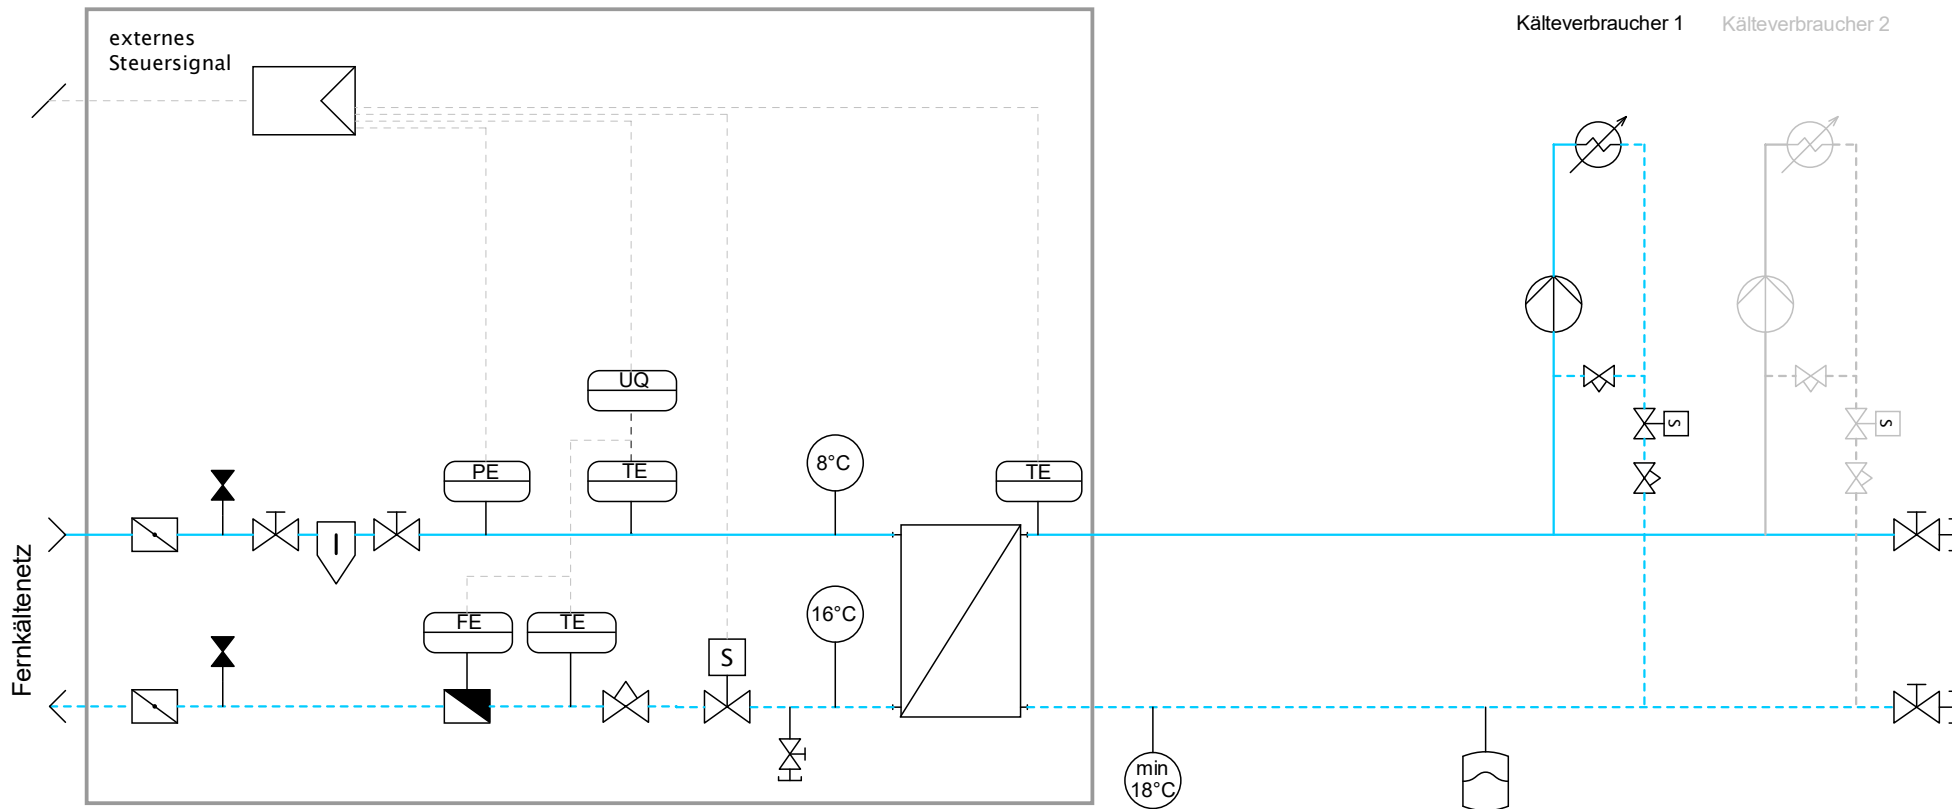 externes
Steuersignal
Kälteverbraucher 1
Kälteverbraucher 2
UQ
PE
TE
8°C
TE
S
S
Fernkältenetz
FE
TE
S
16°C
min
18°C